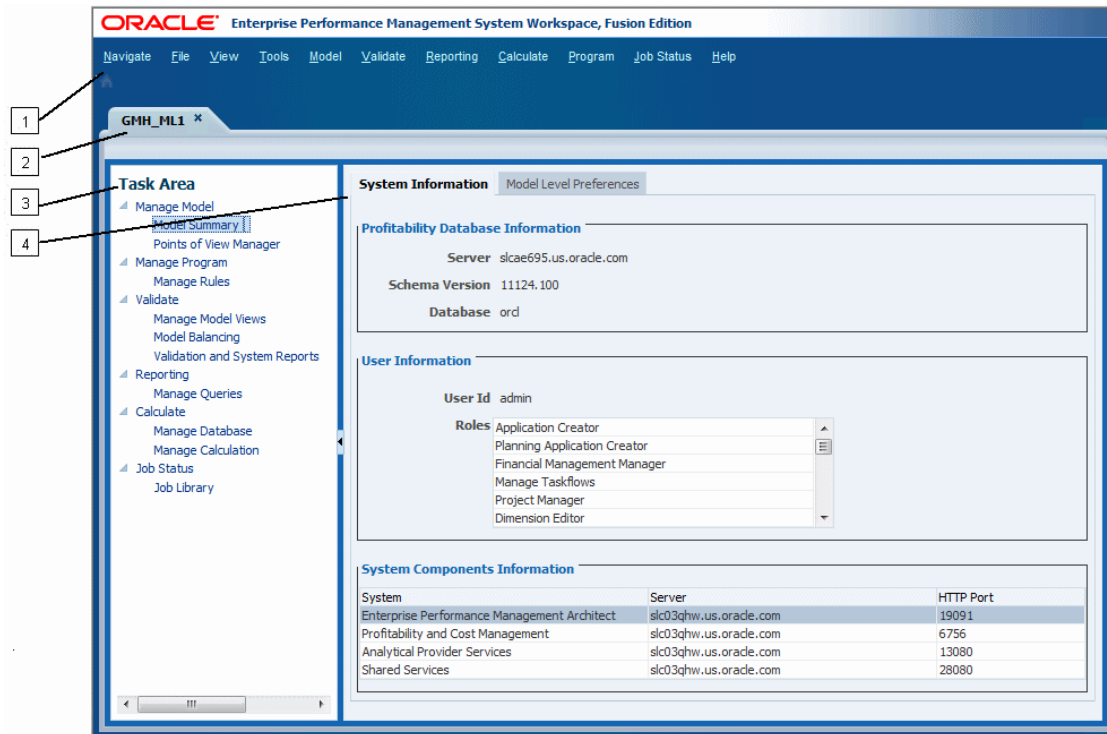 ORACLE Enterprise Performance Management System Workspace, Fusion Edition
Navigate File View Tools Model Validate Reporting Calculate Program Job Status Help
1
GMH_ML1 ×
2
3
4
Task Area
Manage Model
Model Summary
Points of View Manager
Manage Program
Manage Rules
Validate
Manage Model Views
Model Balancing
Validation and System Reports
Reporting
Manage Queries
Calculate
Manage Database
Manage Calculation
Job Status
Job Library
System Information Model Level Preferences
Profitability Database Information
Server slcae695.us.oracle.com
Schema Version 11124.100
Database orcl
User Information
User Id admin
Roles Application Creator
Planning Application Creator
Financial Management Manager
Manage Taskflows
Project Manager
Dimension Editor
System Components Information
System Server HTTP Port
Enterprise Performance Management Architect slc03qhw.us.oracle.com 19091
Profitability and Cost Management slc03qhw.us.oracle.com 6756
Analytical Provider Services slc03qhw.us.oracle.com 13080
Shared Services slc03qhw.us.oracle.com 28080